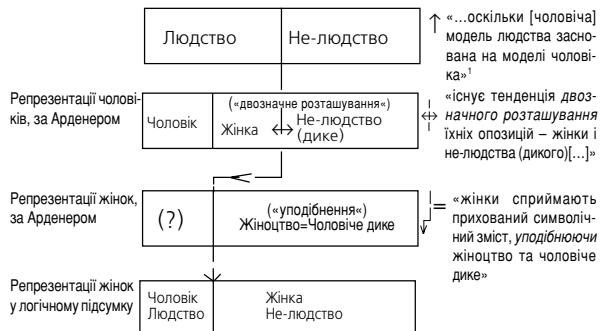 Людство Не-людство
«…оскільки [чоловіча]
модель людства засно-
вана на моделі чолові-
ка»¹
Репрезентації чолові-
ків, за Арденером
Чоловік
(«двозначне розташування«)
Жінка ↔ Не-людство
(дике)
«існує тенденція двоз-
начного розташування
їхніх опозицій – жінки і
не-людства (дикого)[…]»
Репрезентації жінок,
за Арденером
(?)
(«уподібнення«)
Жіноцтво=Чоловіче дике
=
«жінки сприймають
прихований символіч-
ний зміст, уподібнюючи
жіноцтво та чоловіче
дике»
Репрезентації жінок
у логічному підсумку
Чоловік
Людство
Жінка
Не-людство